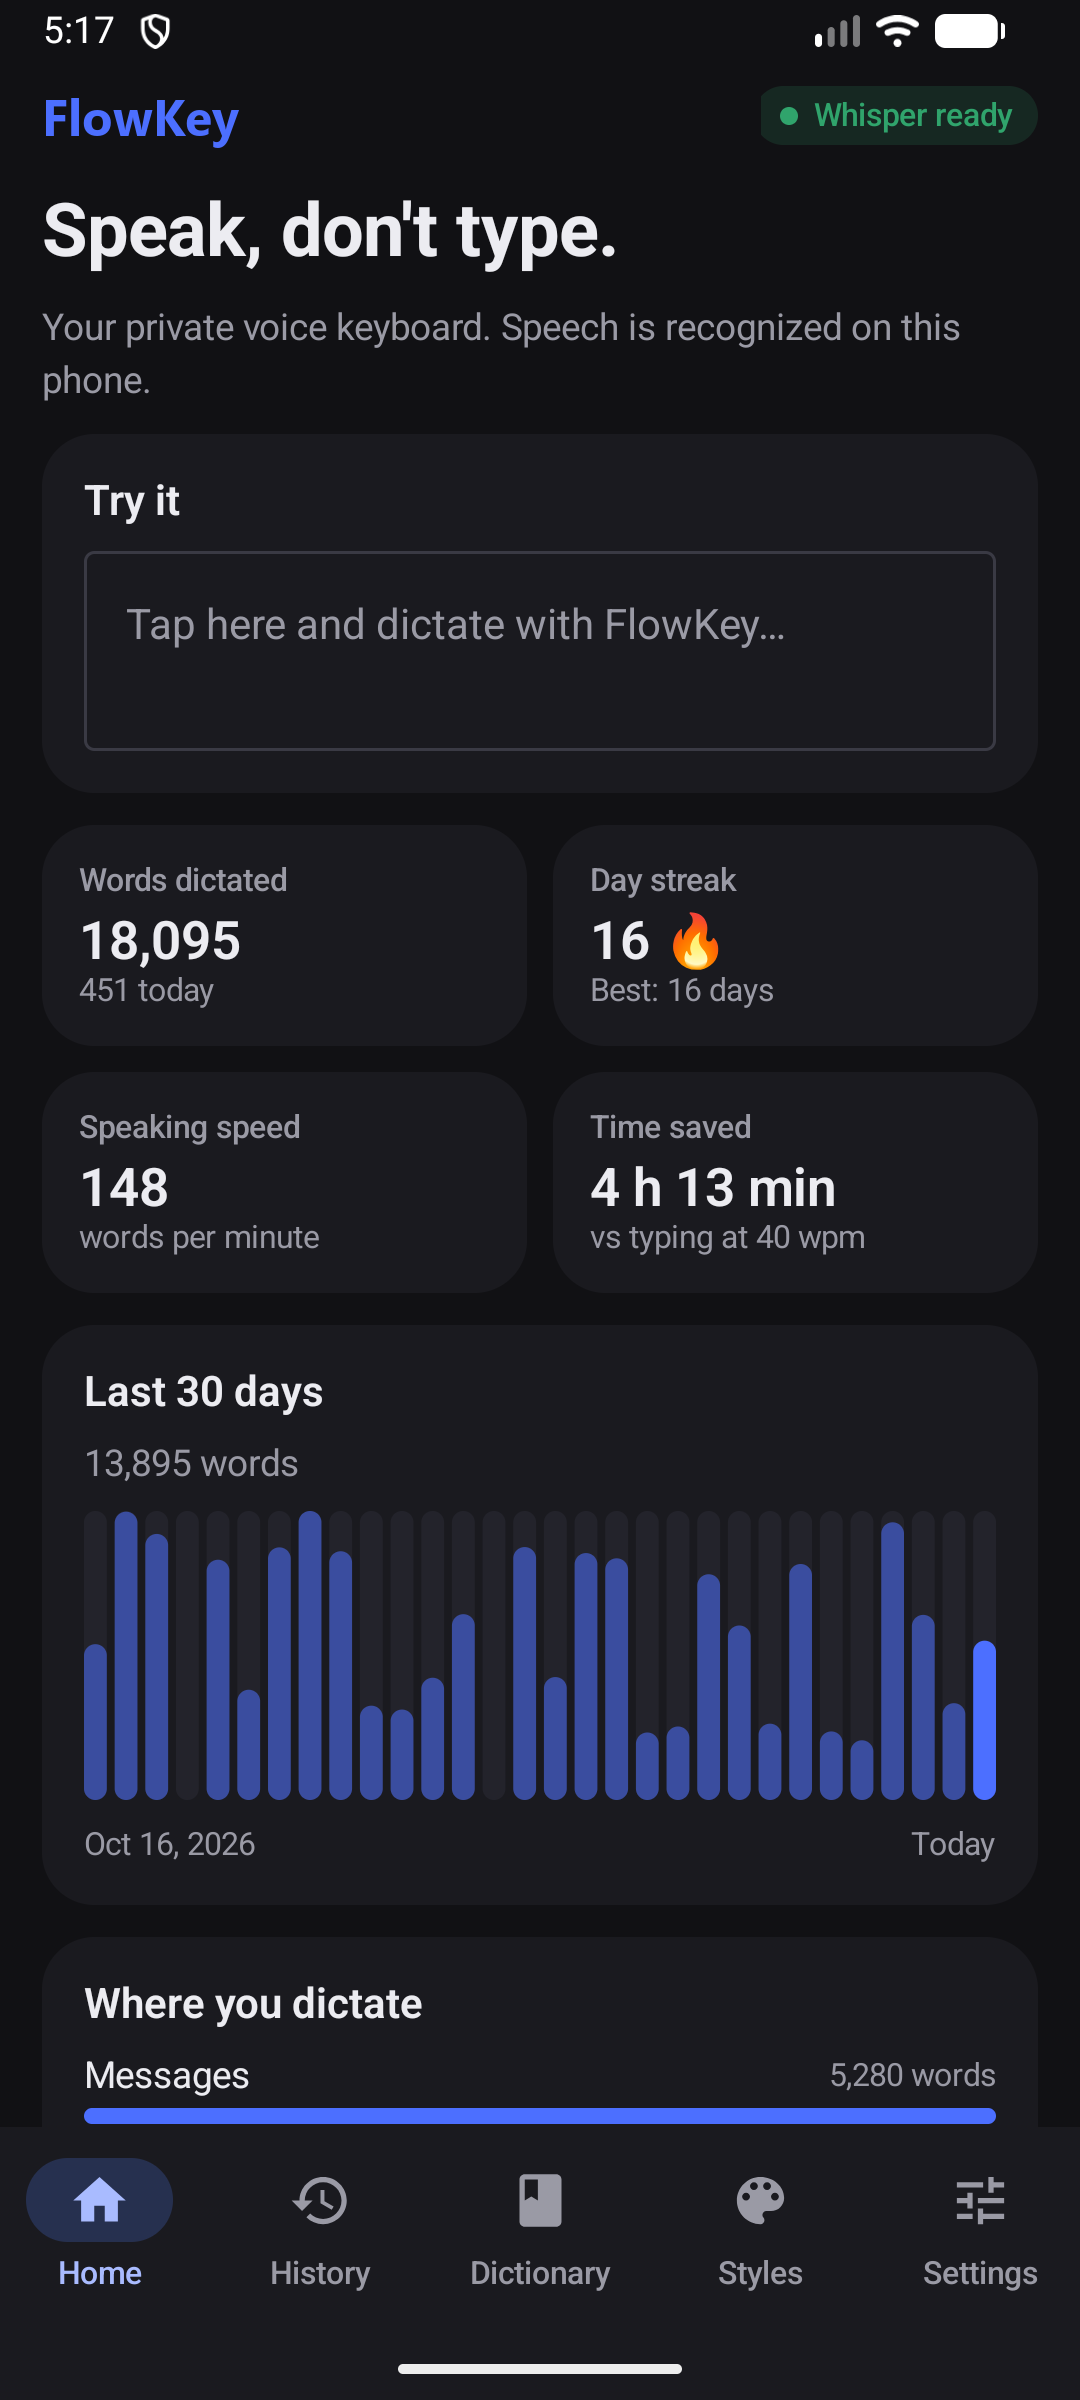 5:17
FlowKey
Whisper ready
Speak, don't type.
Your private voice keyboard. Speech is recognized on this
phone.
Try it
Tap here and dictate with FlowKey…
Words dictated
18,095
451 today
Day streak
16 🔥
Best: 16 days
Speaking speed
148
words per minute
Time saved
4 h 13 min
vs typing at 40 wpm
Last 30 days
13,895 words
Oct 16, 2026
Today
Where you dictate
Messages
5,280 words
Home
History
Dictionary
Styles
Settings